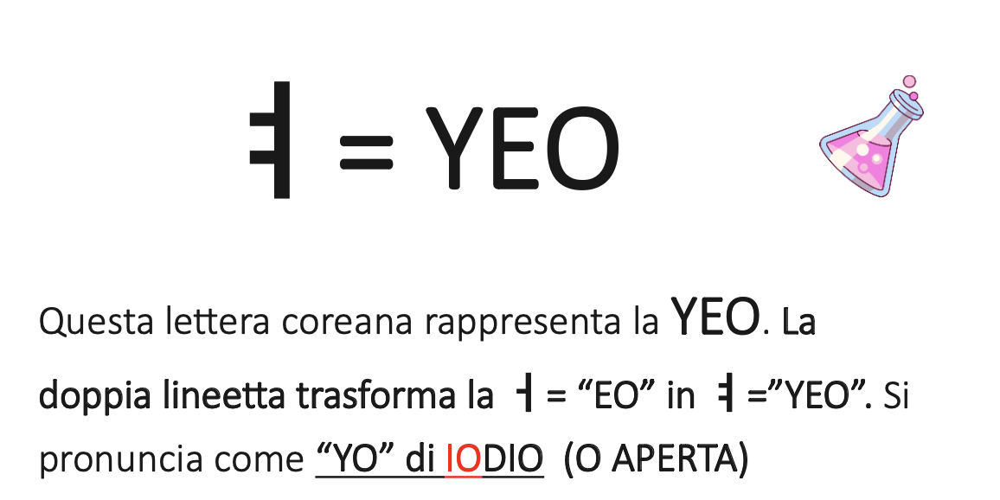 ㅕ = YEO
Questa lettera coreana rappresenta la YEO. La
doppia lineetta trasforma la ㅓ = “EO” in ㅕ =”YEO”. Si
pronuncia come “YO” di IODIO (O APERTA)